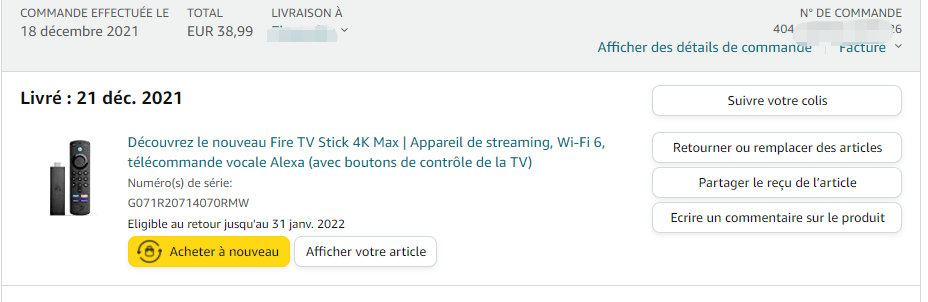 COMMANDE EFFECTUÉE LE
18 décembre 2021
TOTAL
EUR 38,99
LIVRAISON À
N° DE COMMANDE
404 26
Afficher des détails de commande
Facture
Livré : 21 déc. 2021
Découvrez le nouveau Fire TV Stick 4K Max | Appareil de streaming, Wi-Fi 6,
télécommande vocale Alexa (avec boutons de contrôle de la TV)
Numéro(s) de série:
G071R20714070RMW
Eligible au retour jusqu'au 31 janv. 2022
Acheter à nouveau
Afficher votre article
Suivre votre colis
Retourner ou remplacer des articles
Partager le reçu de l'article
Ecrire un commentaire sur le produit